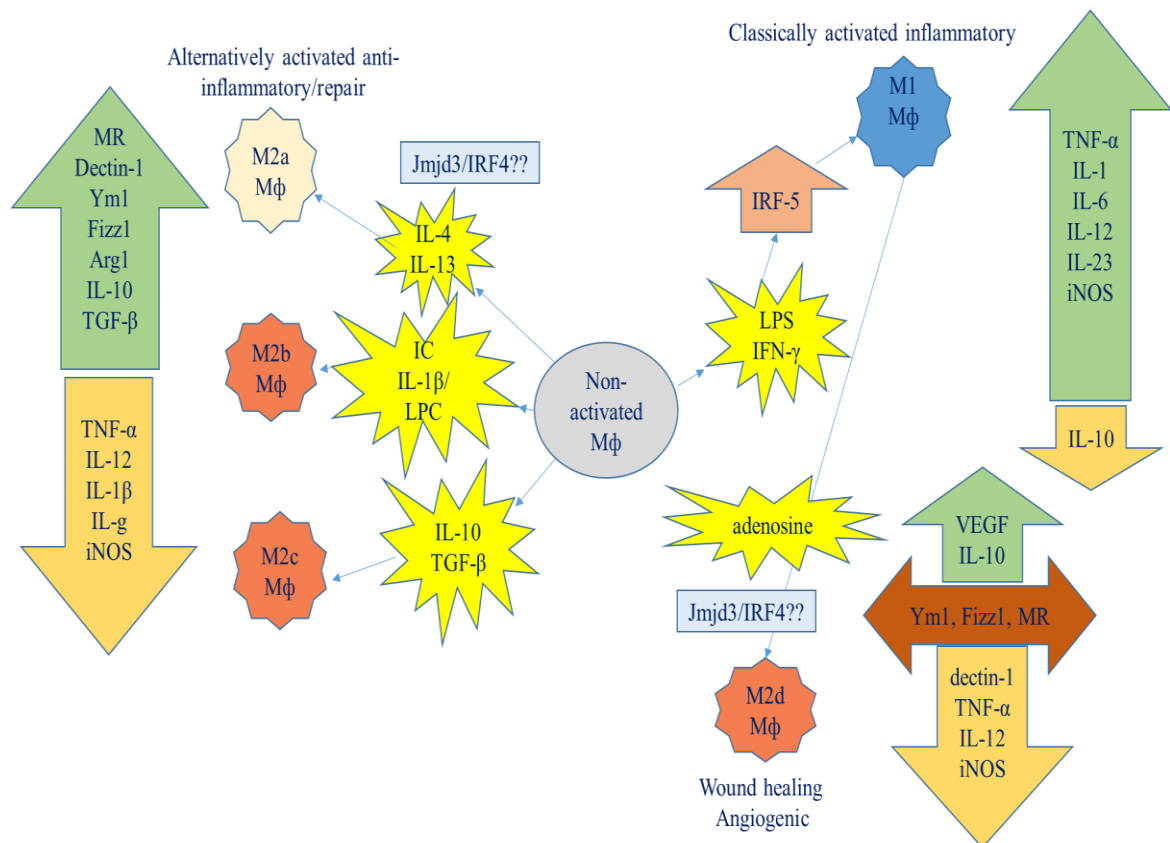 Classically activated inflammatory
Alternatively activated anti-
inflammatory/repair
M1
Mϕ
MR
Dectin-1
Ym1
Fizz1
Arg1
IL-10
TGF-β
M2a
Mϕ
Jmjd3/IRF4??
IL-4
IL-13
IRF-5
TNF-α
IL-1
IL-6
IL-12
IL-23
iNOS
IL-10
LPS
IFN-γ
M2b
Mϕ
IC
IL-1β/
LPC
Non-
activated
Mϕ
TNF-α
IL-12
IL-1β
IL-g
iNOS
M2c
Mϕ
IL-10
TGF-β
adenosine
VEGF
IL-10
Jmjd3/IRF4??
Ym1, Fizz1, MR
M2d
Mϕ
dectin-1
TNF-α
IL-12
iNOS
Wound healing
Angiogenic